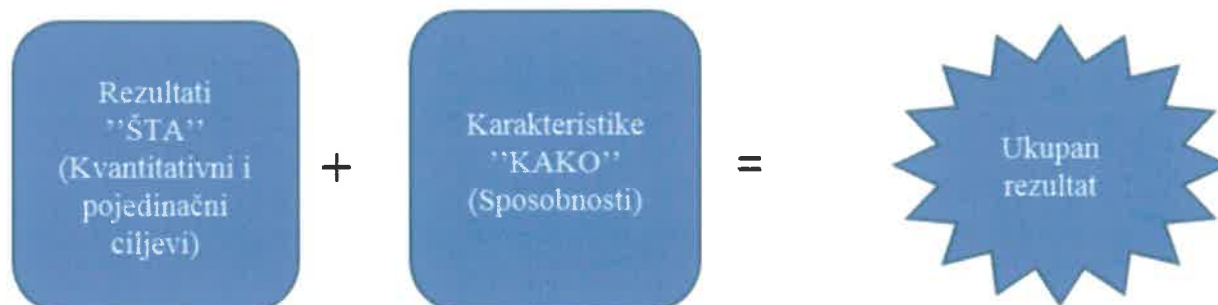 Rezultati
’’ŠTA’’
(Kvantitativni i
pojedinačni
ciljevi)
+
Karakteristike
’’KAKO’’
(Sposobnosti)
=
Ukupan
rezultat